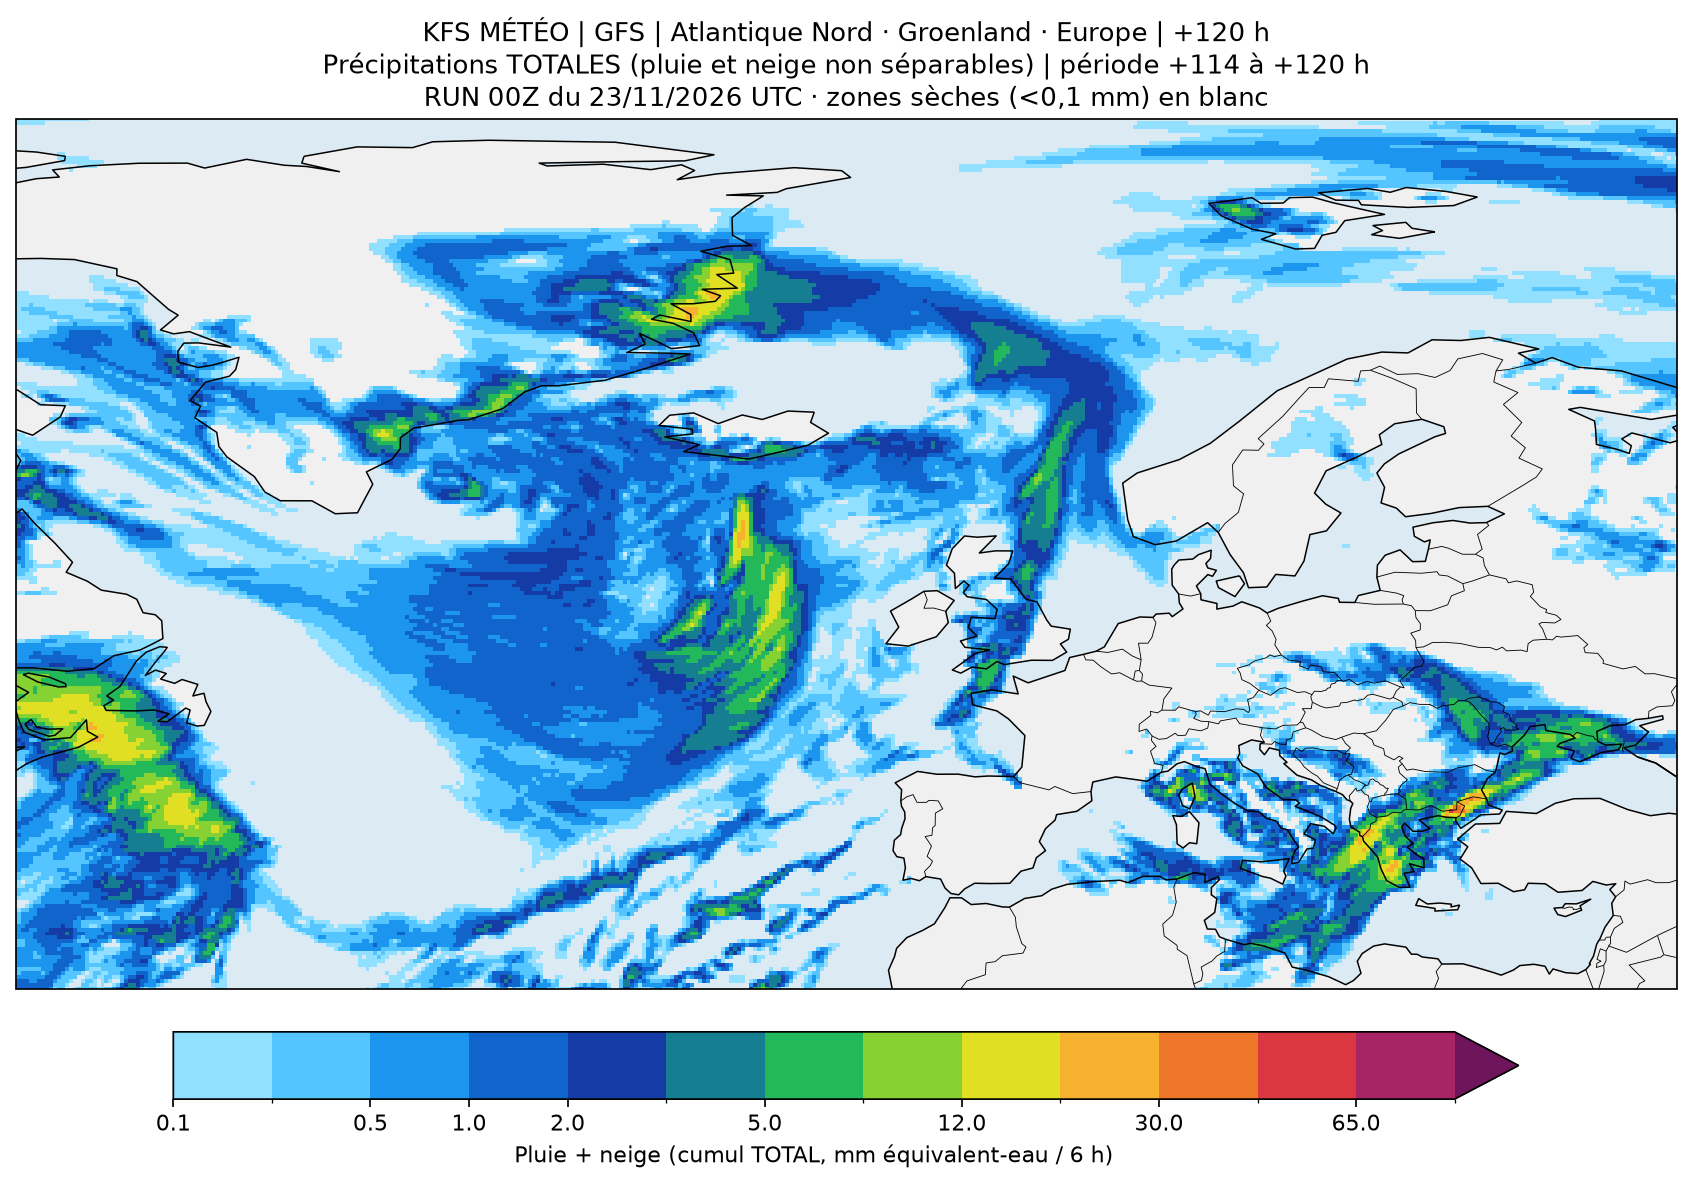 KFS MÉTÉO | GFS | Atlantique Nord · Groenland · Europe | +120 h
Précipitations TOTALES (pluie et neige non séparables) | période +114 à +120 h
RUN 00Z du 23/11/2026 UTC · zones sèches (<0,1 mm) en blanc
0.1 0.5 1.0 2.0 5.0 12.0 30.0 65.0
Pluie + neige (cumul TOTAL, mm équivalent-eau / 6 h)